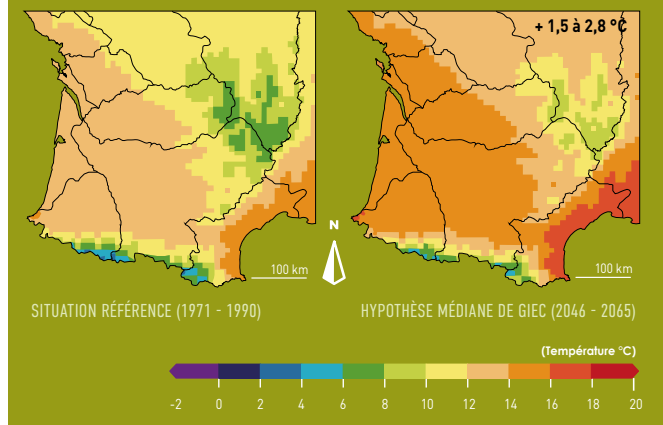 + 1,5 à 2,8 °C
N
100 km
100 km
SITUATION RÉFÉRENCE (1971 - 1990)
HYPOTHÈSE MÉDIANE DE GIEC (2046 - 2065)
(Température °C)
-2 0 2 4 6 8 10 12 14 16 18 20